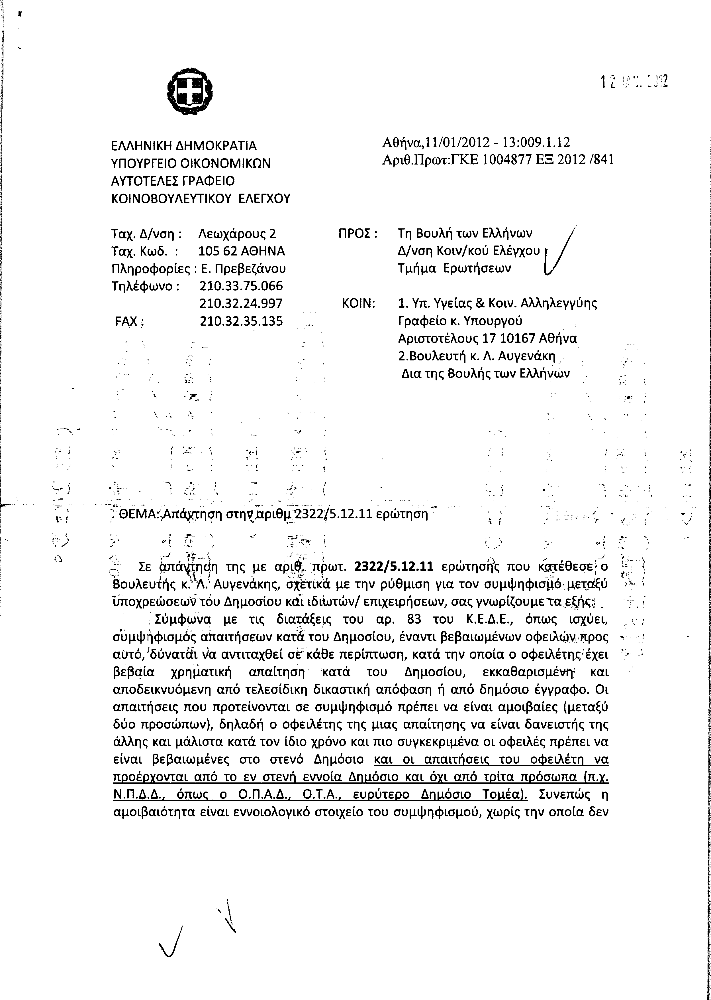 12 ΙΑΝ. 2012
ΕΛΛΗΝΙΚΗ ΔΗΜΟΚΡΑΤΙΑ
ΥΠΟΥΡΓΕΙΟ ΟΙΚΟΝΟΜΙΚΩΝ
ΑΥΤΟΤΕΛΕΣ ΓΡΑΦΕΙΟ
ΚΟΙΝΟΒΟΥΛΕΥΤΙΚΟΥ ΕΛΕΓΧΟΥ
Αθήνα,11/01/2012 - 13:009.1.12
Αριθ.Πρωτ:ΓΚΕ 1004877 ΕΞ 2012 /841
Ταχ. Δ/νση : Λεωχάρους 2
Ταχ. Κωδ. : 105 62 ΑΘΗΝΑ
Πληροφορίες : Ε. Πρεβεζάνου
Τηλέφωνο : 210.33.75.066
210.32.24.997
FAX : 210.32.35.135
ΠΡΟΣ : Τη Βουλή των Ελλήνων
Δ/νση Κοιν/κού Ελέγχου
Τμήμα Ερωτήσεων
ΚΟΙΝ: 1. Υπ. Υγείας & Κοιν. Αλληλεγγύης
Γραφείο κ. Υπουργού
Αριστοτέλους 17 10167 Αθήνα
2.Βουλευτή κ. Λ. Αυγενάκη
Δια της Βουλής των Ελλήνων
ΘΕΜΑ: Απάντηση στην αριθμ 2322/5.12.11 ερώτηση
Σε απάντηση της με αριθ. πρωτ. 2322/5.12.11 ερώτησης που κατέθεσε ο
Βουλευτής κ. Λ. Αυγενάκης, σχετικά με την ρύθμιση για τον συμψηφισμό μεταξύ
υποχρεώσεων του Δημοσίου και ιδιωτών/ επιχειρήσεων, σας γνωρίζουμε τα εξής:
Σύμφωνα με τις διατάξεις του αρ. 83 του Κ.Ε.Δ.Ε., όπως ισχύει,
συμψηφισμός απαιτήσεων κατά του Δημοσίου, έναντι βεβαιωμένων οφειλών προς
αυτό, δύναται να αντιταχθεί σε κάθε περίπτωση, κατά την οποία ο οφειλέτης έχει
βεβαία χρηματική απαίτηση κατά του Δημοσίου, εκκαθαρισμένη και
αποδεικνυόμενη από τελεσίδικη δικαστική απόφαση ή από δημόσιο έγγραφο. Οι
απαιτήσεις που προτείνονται σε συμψηφισμό πρέπει να είναι αμοιβαίες (μεταξύ
δύο προσώπων), δηλαδή ο οφειλέτης της μιας απαίτησης να είναι δανειστής της
άλλης και μάλιστα κατά τον ίδιο χρόνο και πιο συγκεκριμένα οι οφειλές πρέπει να
είναι βεβαιωμένες στο στενό Δημόσιο και οι απαιτήσεις του οφειλέτη να
προέρχονται από το εν στενή εννοία Δημόσιο και όχι από τρίτα πρόσωπα (π.χ.
Ν.Π.Δ.Δ., όπως ο Ο.Π.Α.Δ., Ο.Τ.Α., ευρύτερο Δημόσιο Τομέα). Συνεπώς η
αμοιβαιότητα είναι εννοιολογικό στοιχείο του συμψηφισμού, χωρίς την οποία δεν